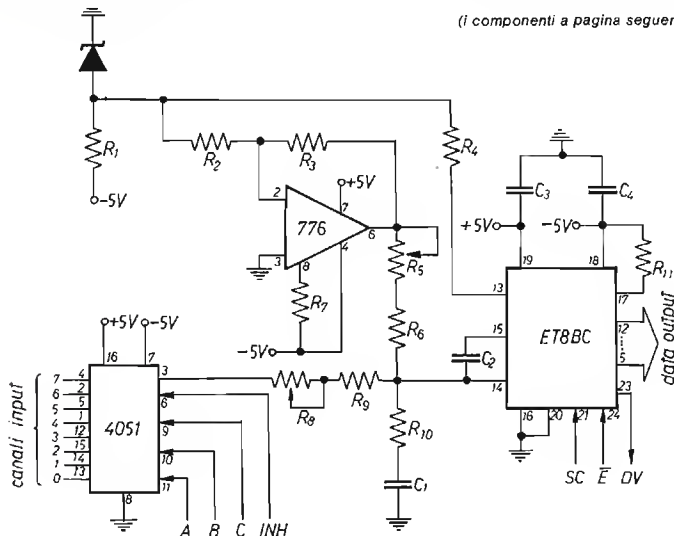 (i componenti a pagina seguen
R1
-5V
R2
R3
R4
+5V
2
7
776
6
3
4
8
R5
R7
R6
-5V
C3
C4
+5V
-5V
R11
19
18
13
17
15
12
ET8BC
5
14
23
16
20
21
24
data output
C2
SC
E̅
DV
+5V
-5V
16
7
canali input
7
6
5
4
3
2
1
0
4
2
5
1
12
15
14
13
4051
3
6
9
10
11
8
R8
R9
R10
C1
A
B
C
INH